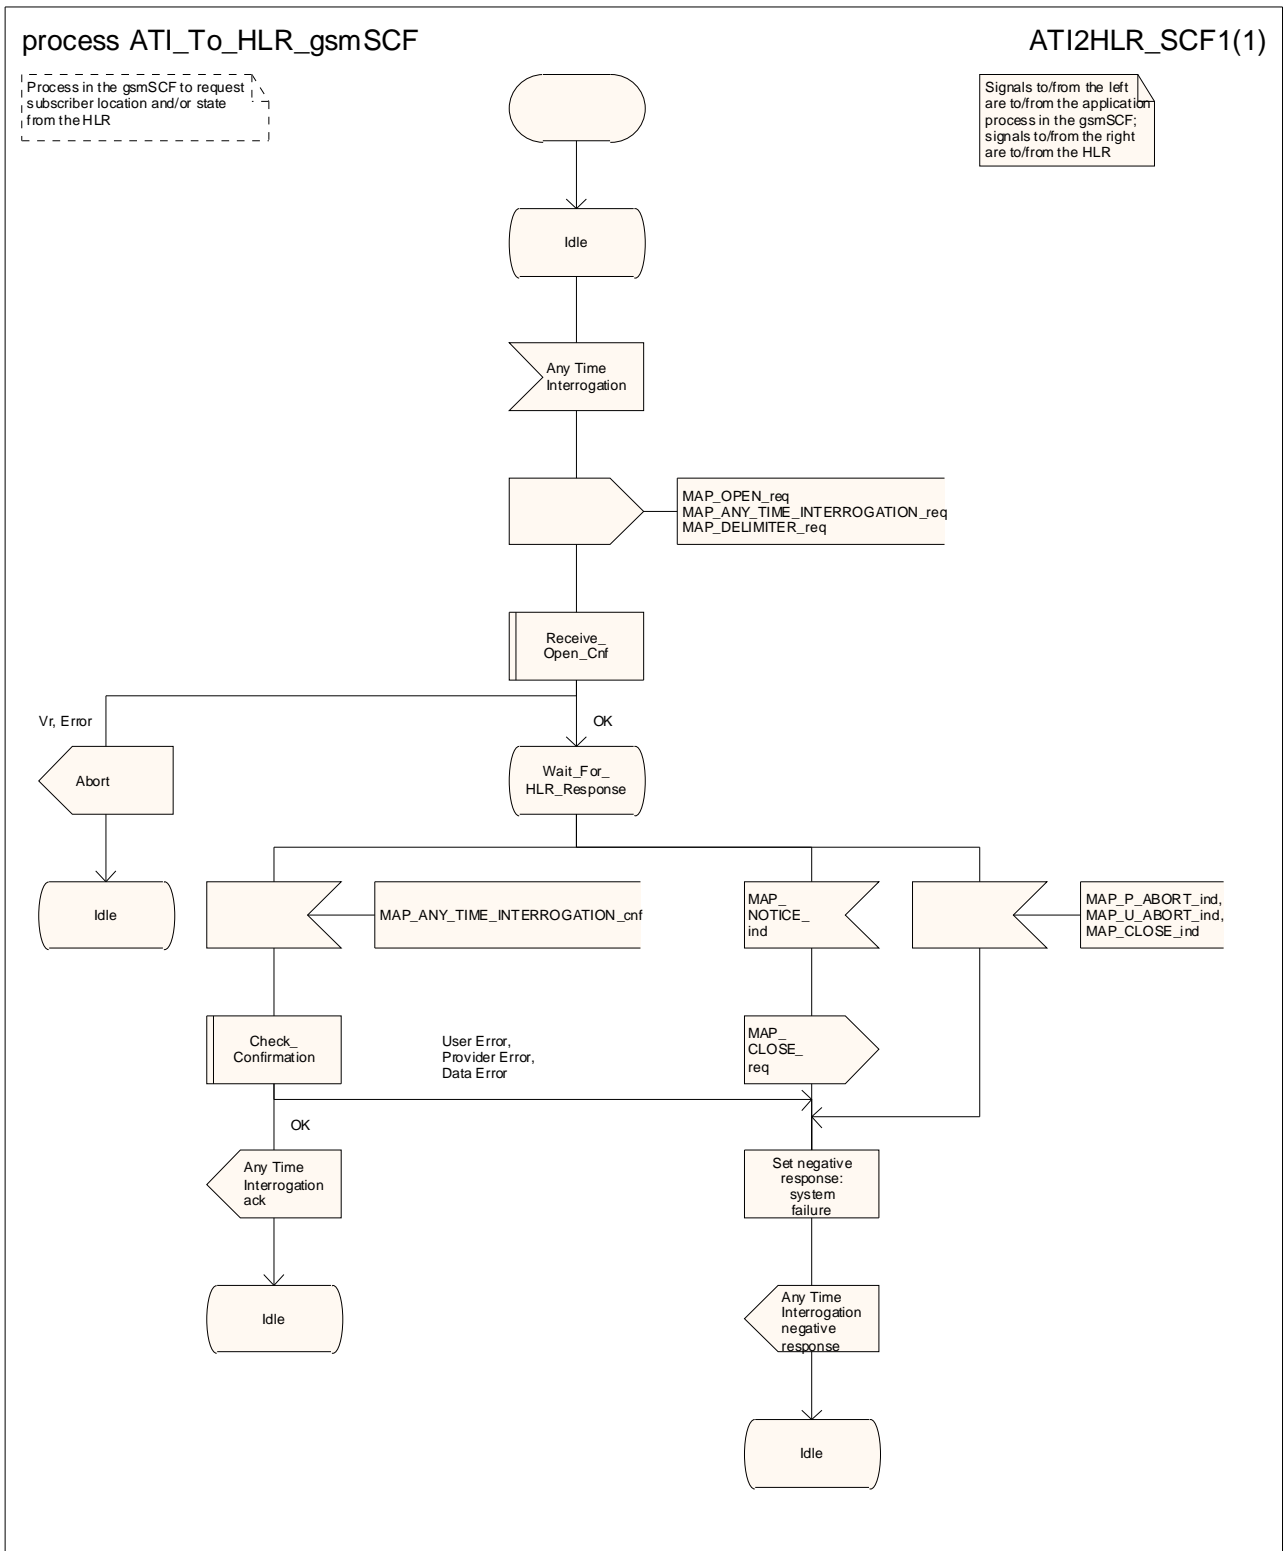 process ATI_To_HLR_gsmSCF
ATI2HLR_SCF1(1)
Process in the gsmSCF to request
subscriber location and/or state
from the HLR
Signals to/from the left
are to/from the application
process in the gsmSCF;
signals to/from the right
are to/from the HLR
Idle
Any Time
Interrogation
MAP_OPEN_req
MAP_ANY_TIME_INTERROGATION_req
MAP_DELIMITER_req
Receive_
Open_Cnf
Vr, Error
OK
Abort
Wait_For_
HLR_Response
Idle
MAP_ANY_TIME_INTERROGATION_cnf
MAP_
NOTICE_
ind
MAP_P_ABORT_ind,
MAP_U_ABORT_ind,
MAP_CLOSE_ind
Check_
Confirmation
User Error,
Provider Error,
Data Error
MAP_
CLOSE_
req
OK
Any Time
Interrogation
ack
Set negative
response:
system
failure
Idle
Any Time
Interrogation
negative
response
Idle